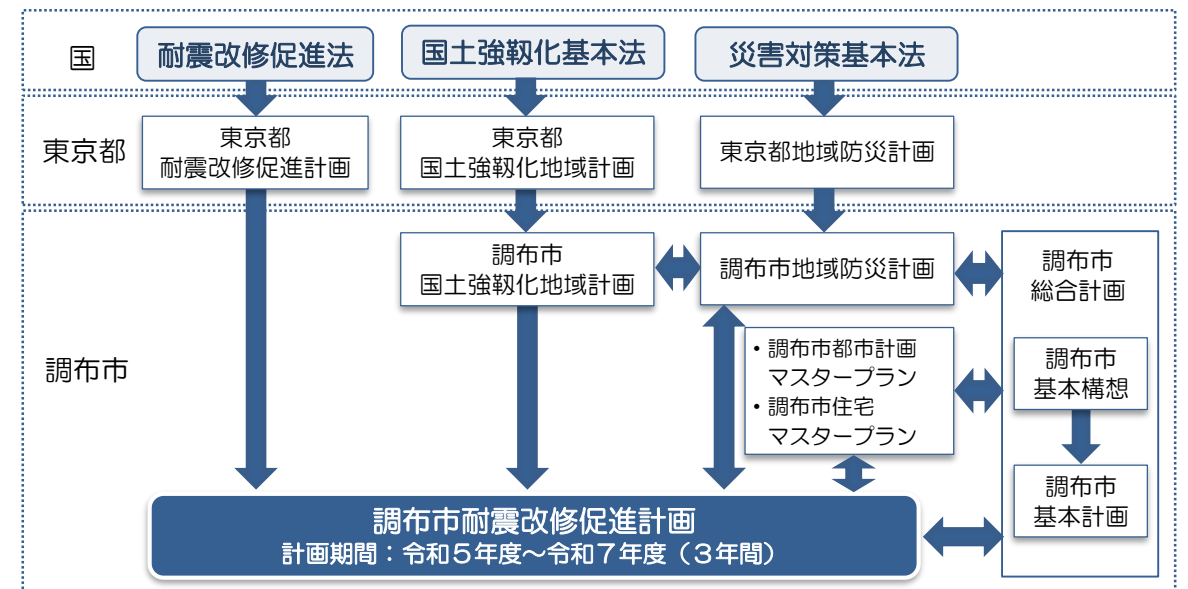 国
耐震改修促進法
国土強靱化基本法
災害対策基本法
東京都
東京都
耐震改修促進計画
東京都
国土強靱化地域計画
東京都地域防災計画
調布市
調布市
国土強靱化地域計画
調布市地域防災計画
調布市
総合計画
・調布市都市計画
マスタープラン
・調布市住宅
マスタープラン
調布市
基本構想
調布市
基本計画
調布市耐震改修促進計画
計画期間：令和５年度～令和７年度（３年間）